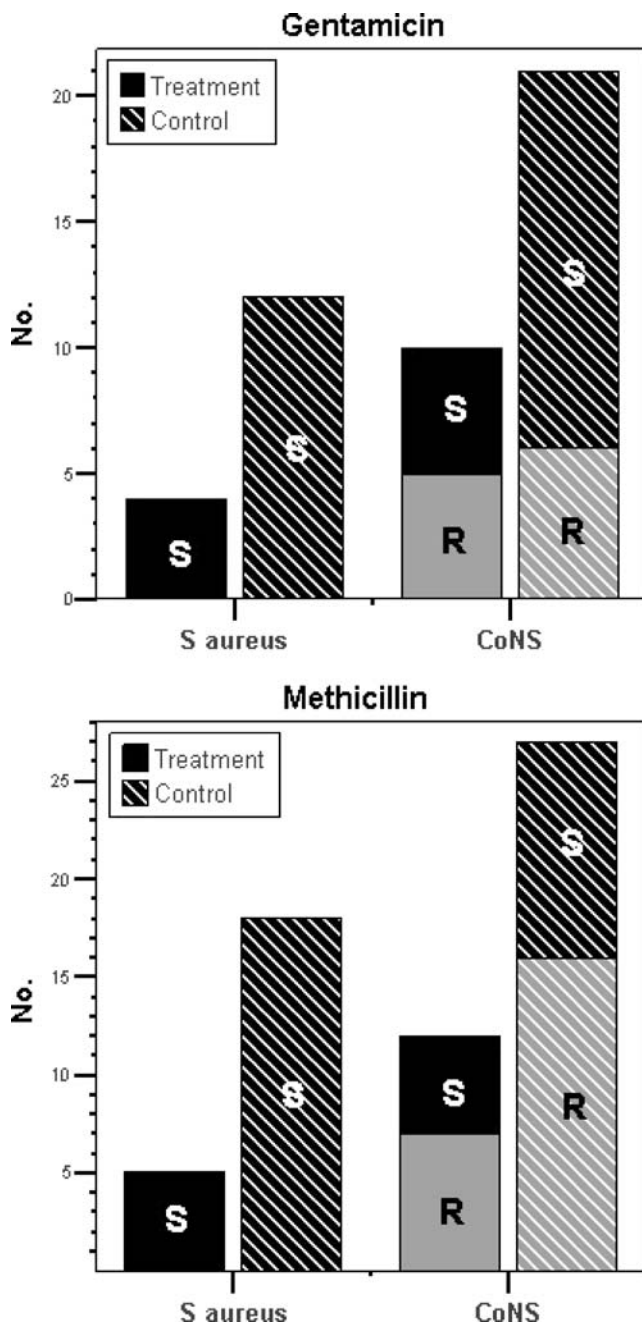 Gentamicin
Treatment
Control
20
15
10
5
0
No.
S
S
S
R
S
R
S aureus
CoNS
Methicillin
Treatment
Control
25
20
15
10
5
No.
S
S
S
R
S
R
S aureus
CoNS